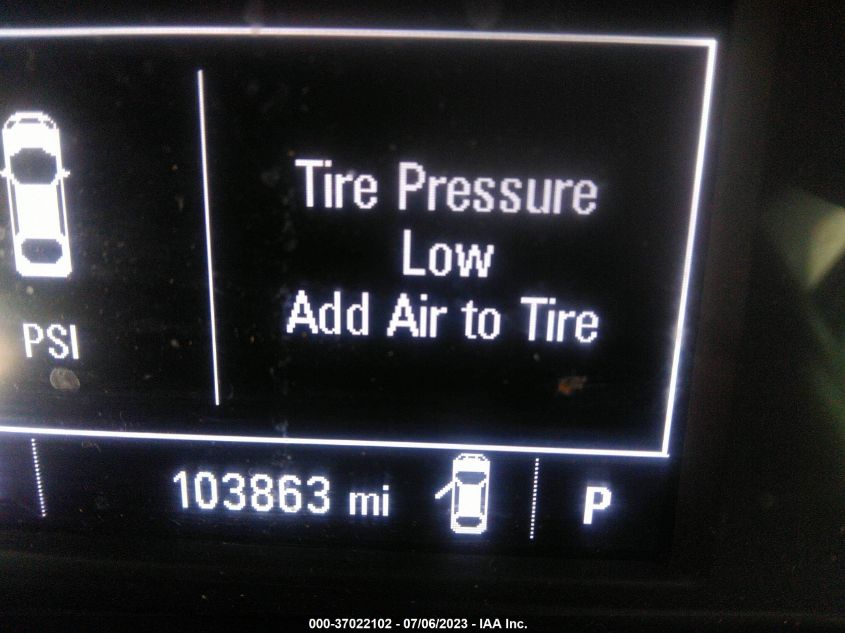 Tire Pressure
Low
Add Air to Tire
PSI
103863 mi
P
000-37022102 - 07/06/2023 - IAA Inc.